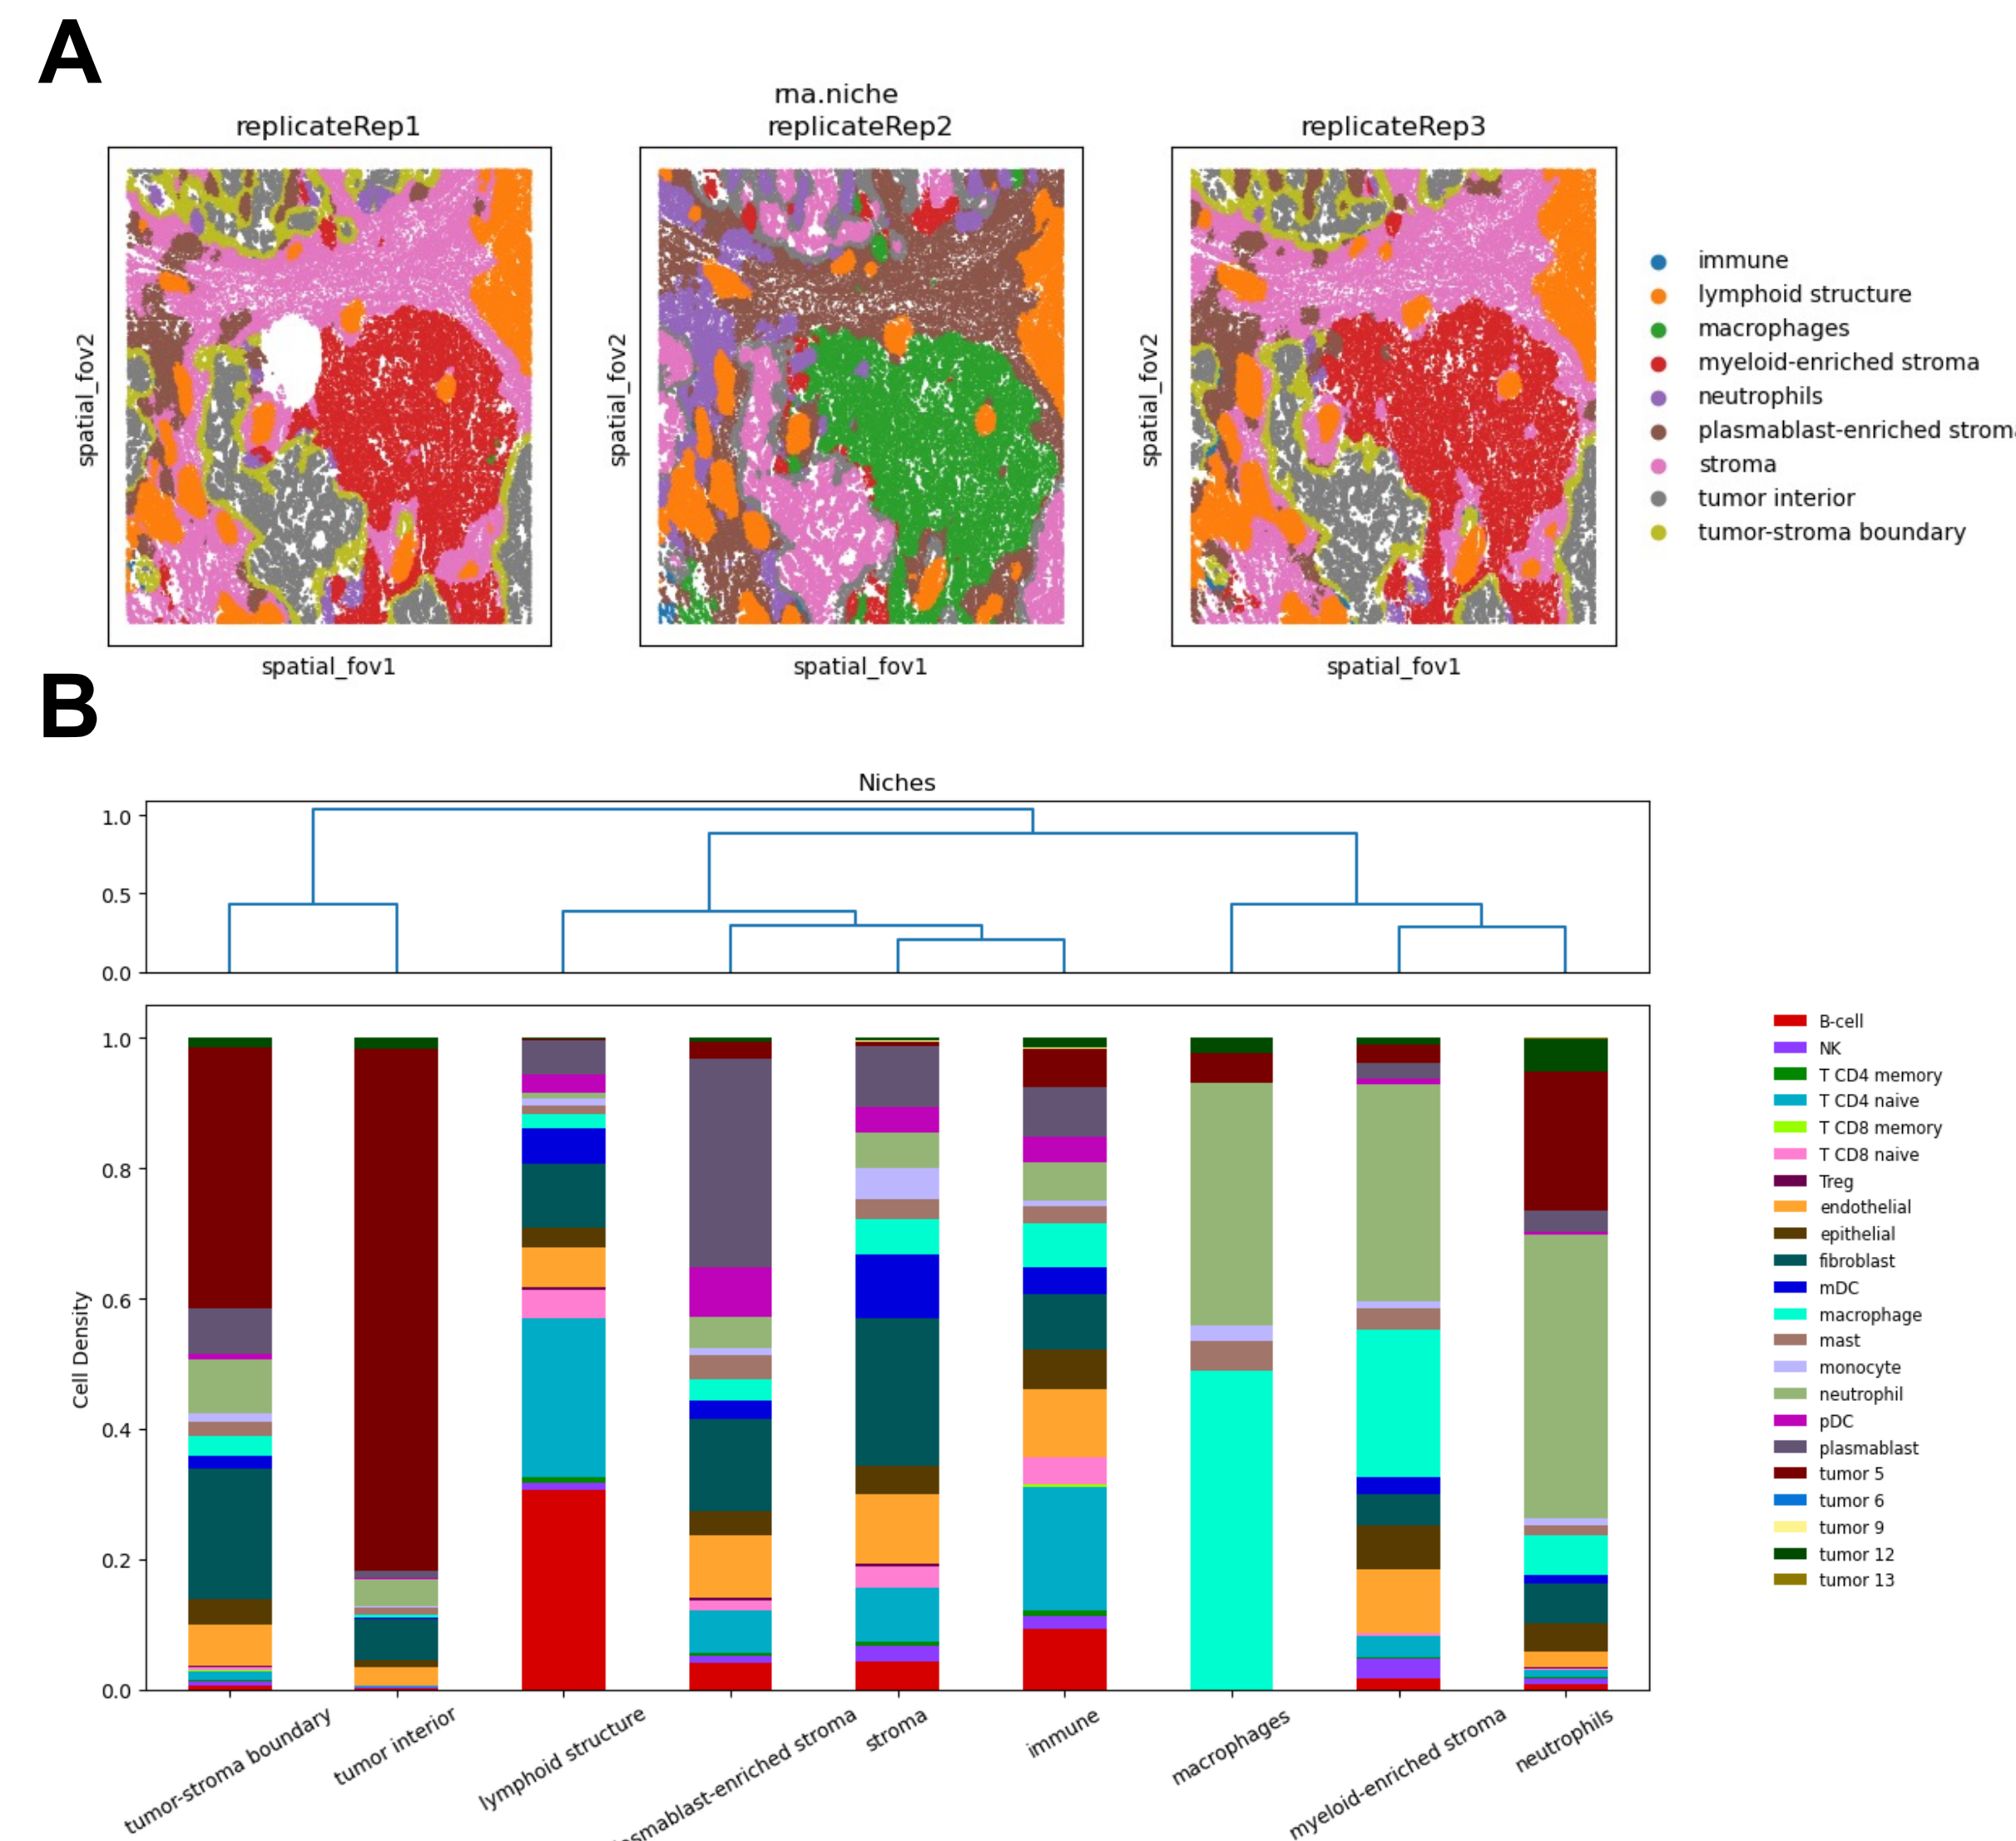 A
rna.niche
replicateRep1
replicateRep2
replicateRep3
spatial_fov2
spatial_fov2
spatial_fov2
spatial_fov1
spatial_fov1
spatial_fov1
immune
lymphoid structure
macrophages
myeloid-enriched stroma
neutrophils
plasmablast-enriched stroma
stroma
tumor interior
tumor-stroma boundary
B
Niches
1.0
0.5
0.0
1.0
0.8
0.6
0.4
0.2
0.0
Cell Density
tumor-stroma boundary
tumor interior
lymphoid structure
asmablast-enriched stroma
stroma
immune
macrophages
myeloid-enriched stroma
neutrophils
B-cell
NK
T CD4 memory
T CD4 naive
T CD8 memory
T CD8 naive
Treg
endothelial
epithelial
fibroblast
mDC
macrophage
mast
monocyte
neutrophil
pDC
plasmablast
tumor 5
tumor 6
tumor 9
tumor 12
tumor 13